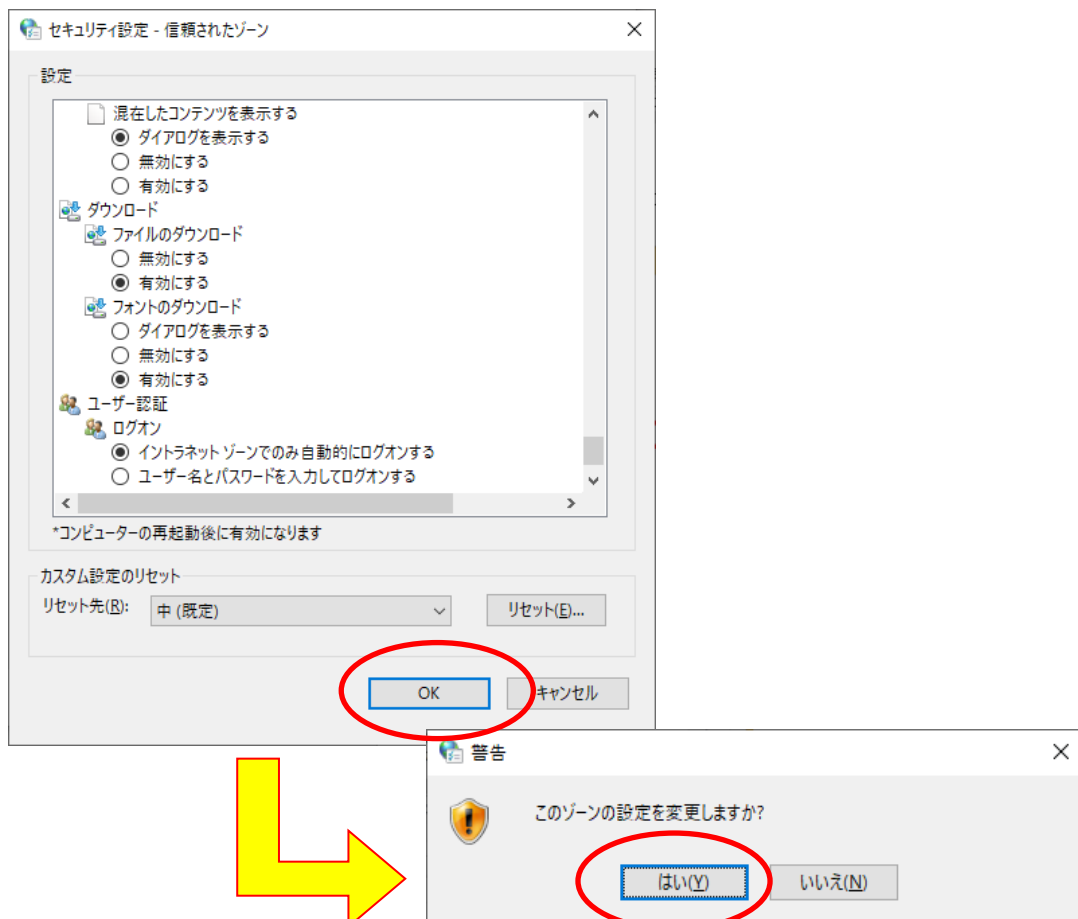 セキュリティ設定 - 信頼されたゾーン
設定
混在したコンテンツを表示する
ダイアログを表示する
無効にする
有効にする
ダウンロード
ファイルのダウンロード
無効にする
有効にする
フォントのダウンロード
ダイアログを表示する
無効にする
有効にする
ユーザー認証
ログオン
イントラネット ゾーンでのみ自動的にログオンする
ユーザー名とパスワードを入力してログオンする
*コンピューターの再起動後に有効になります
カスタム設定のリセット
リセット先(R): 中 (既定) リセット(E)...
OK キャンセル
警告
このゾーンの設定を変更しますか?
はい(Y) いいえ(N)